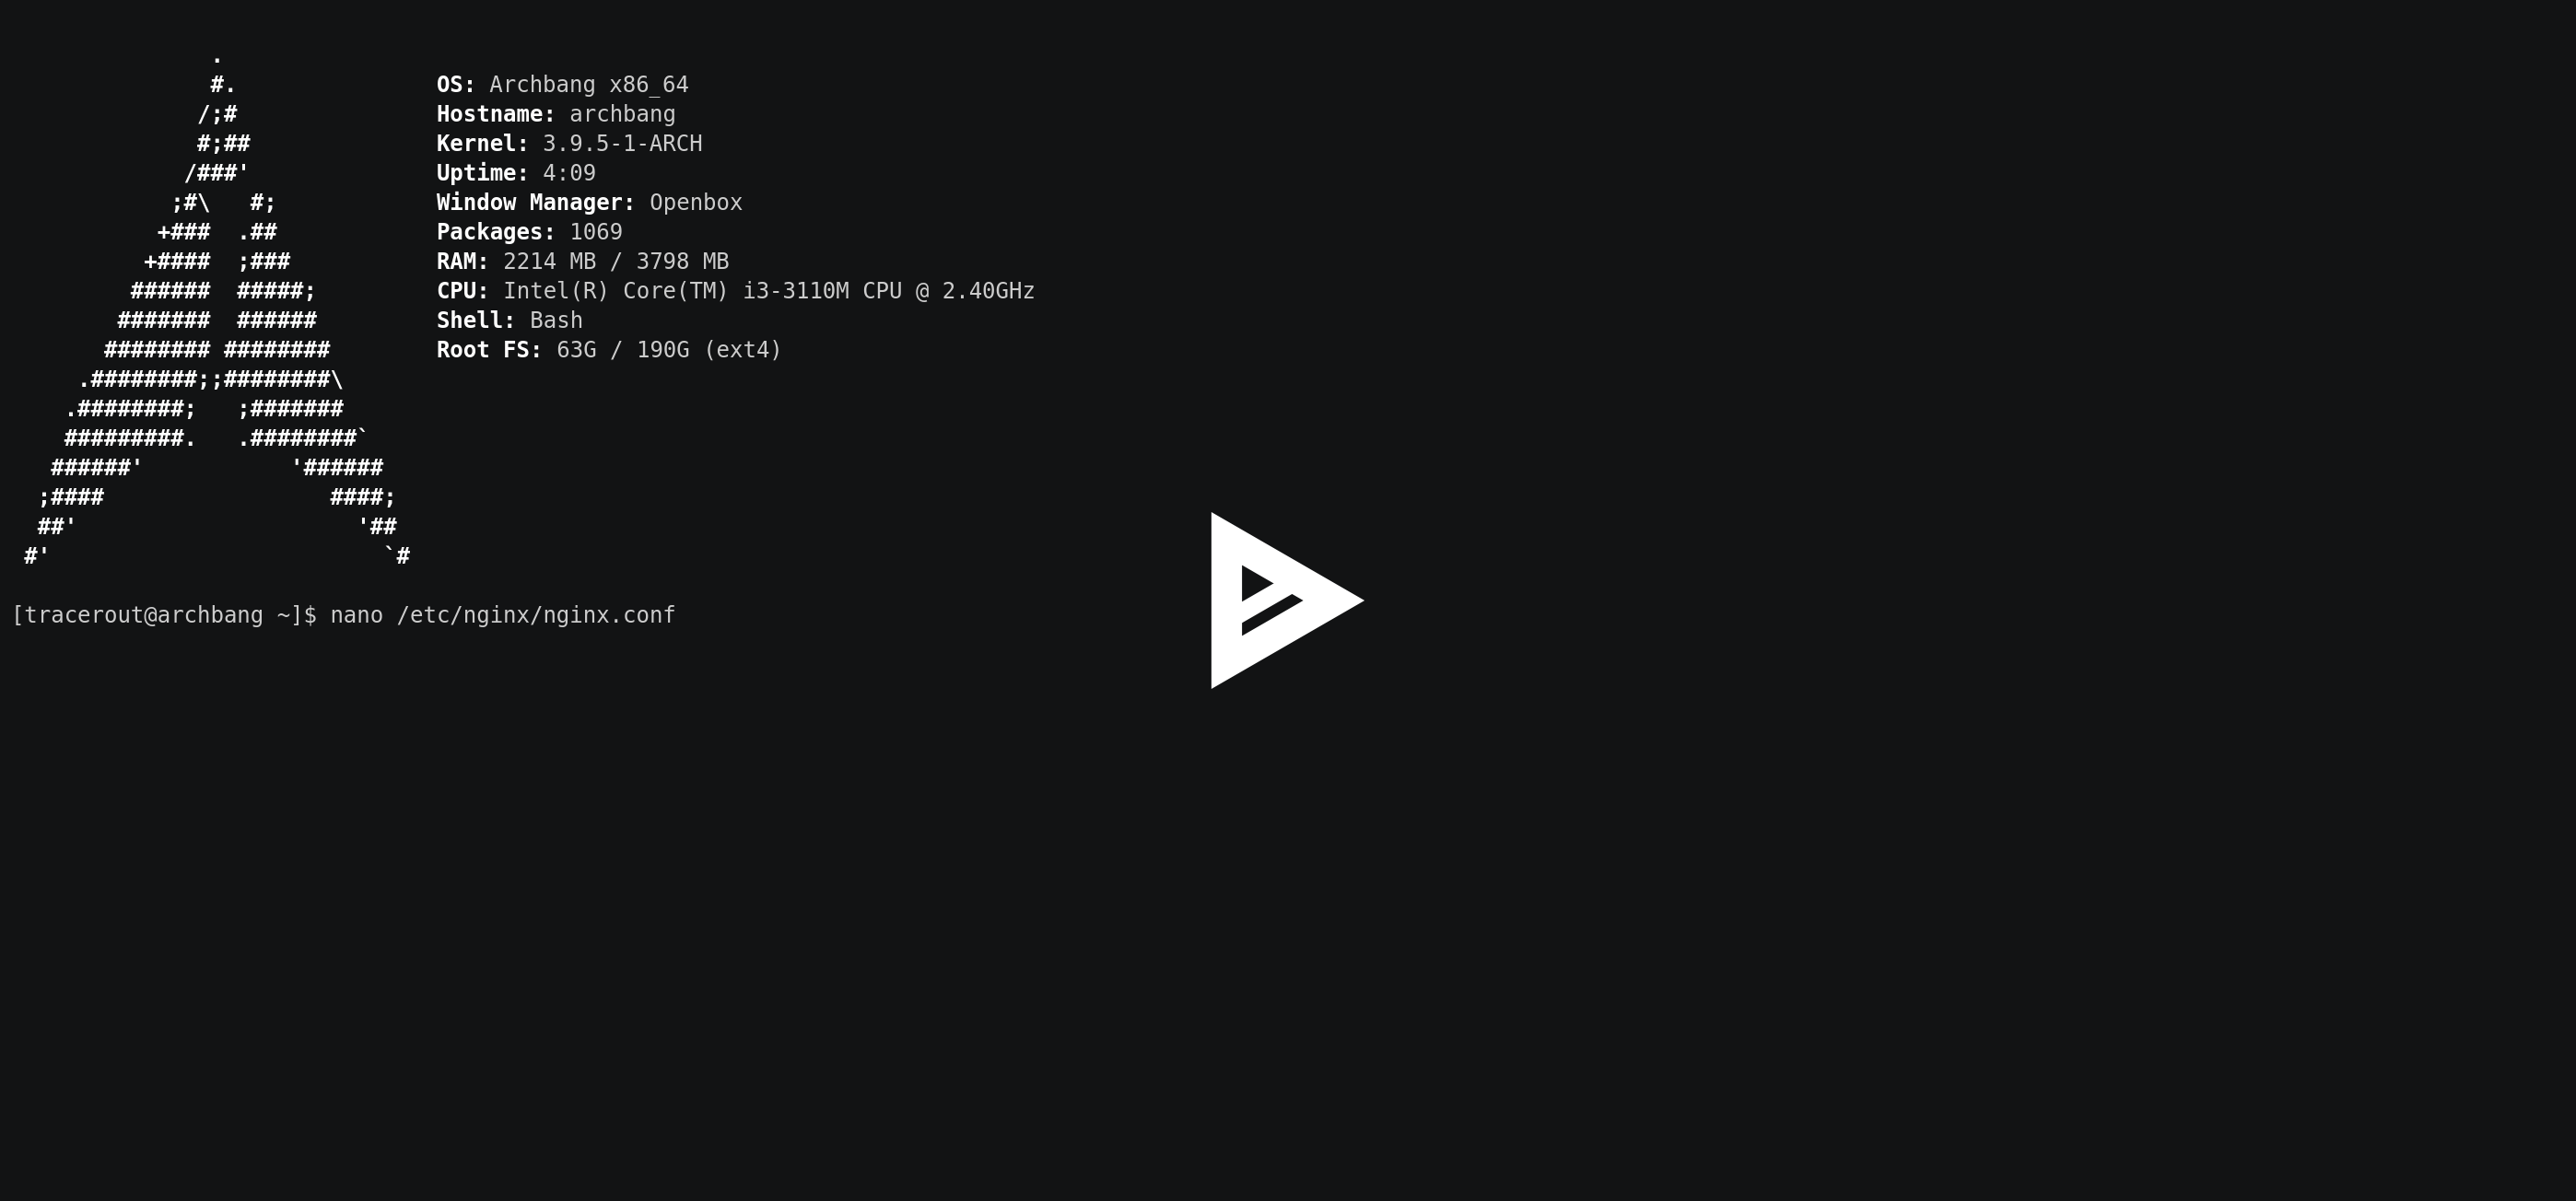 OS: Archbang x86_64
Hostname: archbang
Kernel: 3.9.5-1-ARCH
Uptime: 4:09
Window Manager: Openbox
Packages: 1069
RAM: 2214 MB / 3798 MB
CPU: Intel(R) Core(TM) i3-3110M CPU @ 2.40GHz
Shell: Bash
Root FS: 63G / 190G (ext4)
[tracerout@archbang ~]$ nano /etc/nginx/nginx.conf